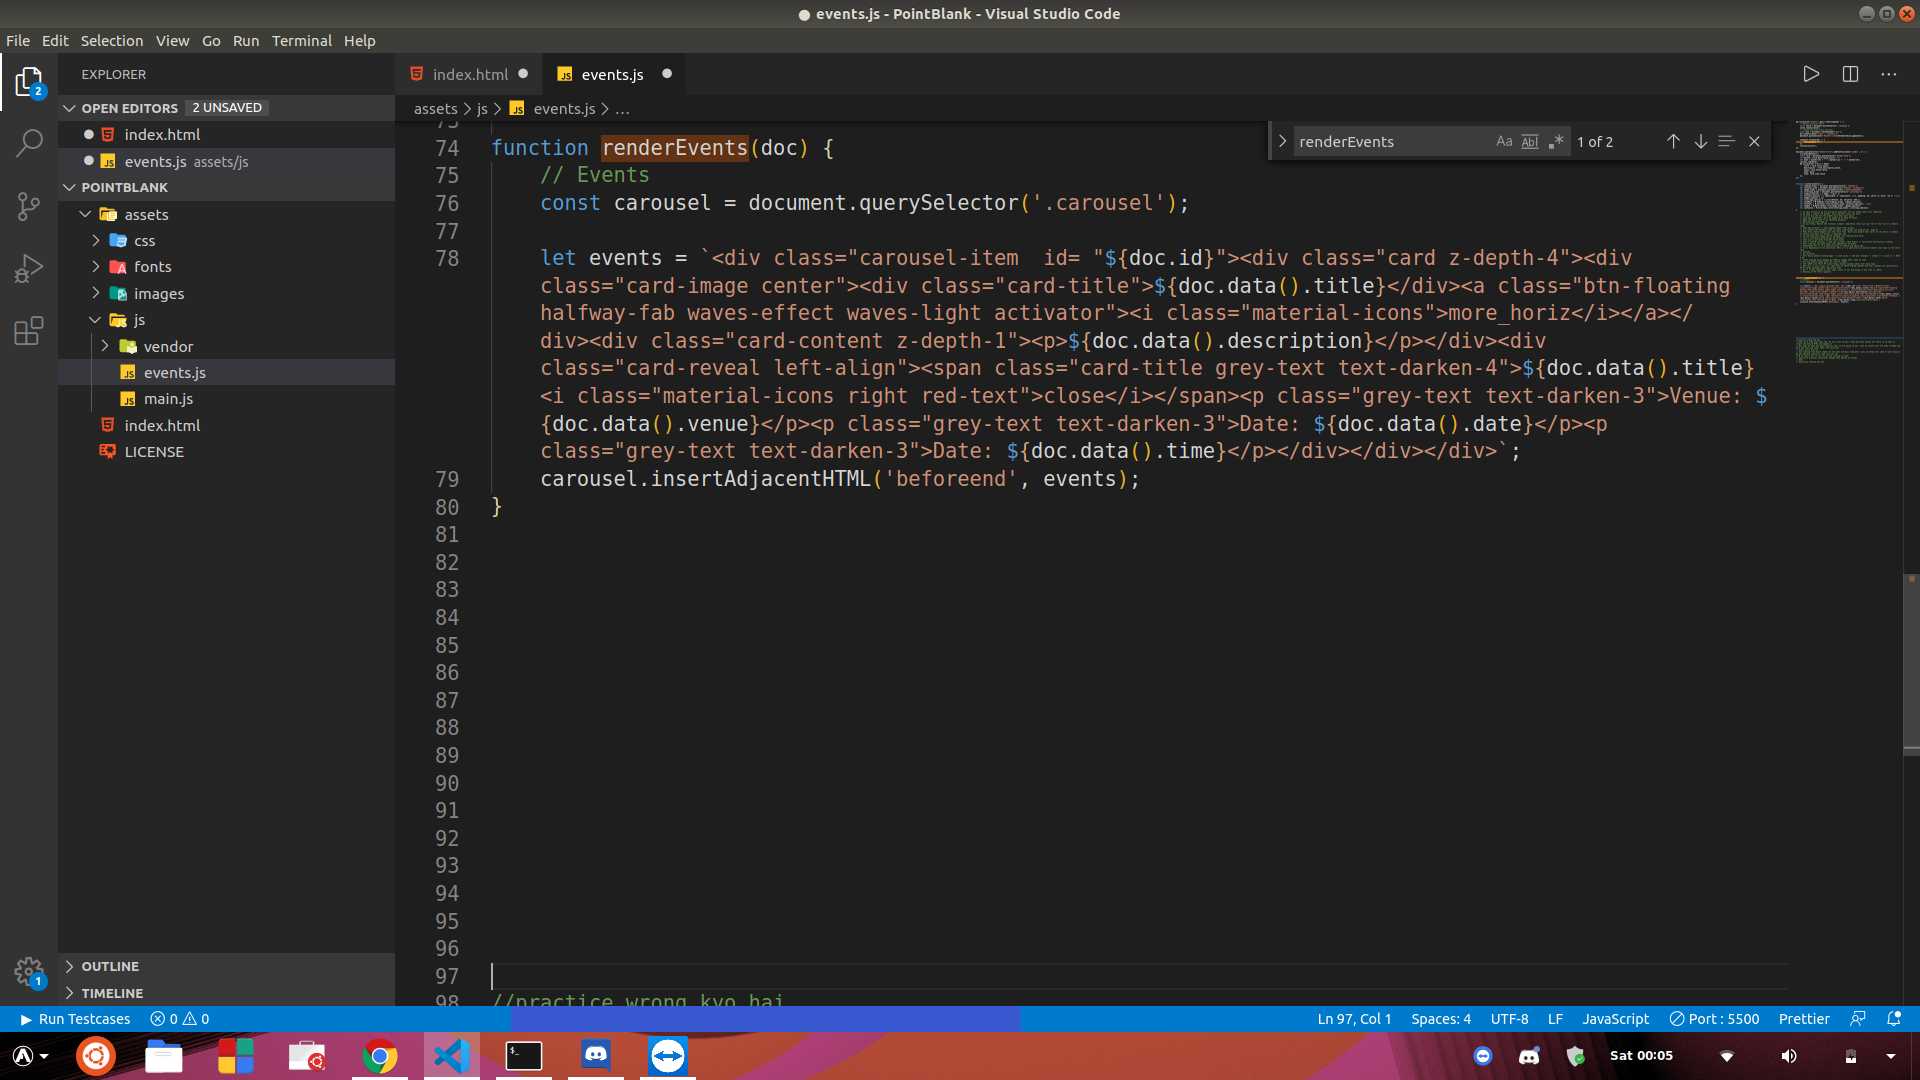 events.js - PointBlank - Visual Studio Code
File Edit Selection View Go Run Terminal Help
EXPLORER
index.html
events.js
OPEN EDITORS 2 UNSAVED
assets > js > events.js > ...
index.html
events.js assets/js
POINTBLANK
assets
css
fonts
images
js
vendor
events.js
main.js
index.html
LICENSE
OUTLINE
TIMELINE
renderEvents Aa Abl .* 1 of 2
73
74 function renderEvents(doc) {
75 // Events
76 const carousel = document.querySelector('.carousel');
77
78 let events = `<div class="carousel-item  id= "${doc.id}"><div class="card z-depth-4"><div
class="card-image center"><div class="card-title">${doc.data().title}</div><a class="btn-floating
halfway-fab waves-effect waves-light activator"><i class="material-icons">more_horiz</i></a></
div><div class="card-content z-depth-1"><p>${doc.data().description}</p></div><div
class="card-reveal left-align"><span class="card-title grey-text text-darken-4">${doc.data().title}
<i class="material-icons right red-text">close</i></span><p class="grey-text text-darken-3">Venue: $
{doc.data().venue}</p><p class="grey-text text-darken-3">Date: ${doc.data().date}</p><p
class="grey-text text-darken-3">Date: ${doc.data().time}</p></div></div></div>`;
79 carousel.insertAdjacentHTML('beforeend', events);
80 }
81
82
83
84
85
86
87
88
89
90
91
92
93
94
95
96
97
98 //practice wrong kyo hai
2
1
Run Testcases 0 0 Ln 97, Col 1 Spaces: 4 UTF-8 LF JavaScript Port : 5500 Prettier
Sat 00:05